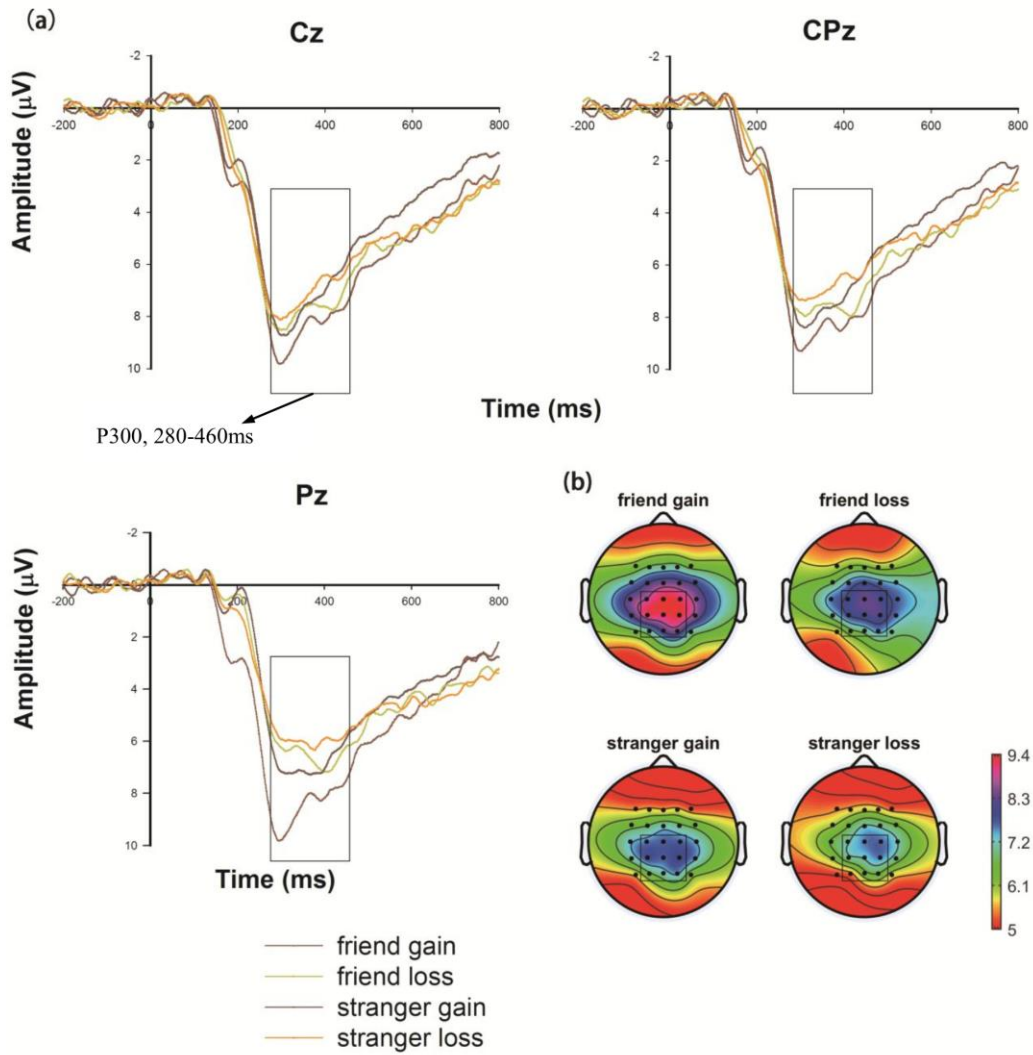 (a)
Cz
CPz
-2
-200
0
200
400
600
800
2
4
6
8
10
Amplitude (μV)
-2
-200
0
200
400
600
800
2
4
6
8
10
Time (ms)
P300, 280-460ms
Pz
-2
-200
0
200
400
600
800
2
4
6
8
10
Amplitude (μV)
Time (ms)
friend gain
friend loss
stranger gain
stranger loss
(b)
friend gain
friend loss
stranger gain
stranger loss
9.4
8.3
7.2
6.1
5